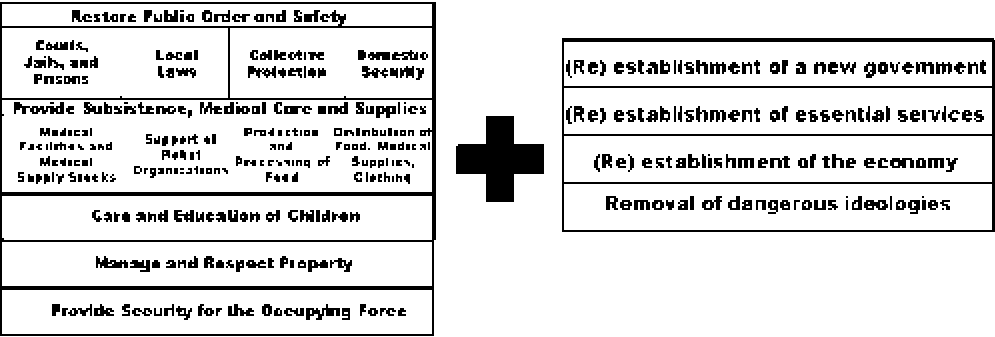 Restore Public Order and Safety
Courts, Jails, and Prisons
Local Laws
Collective Protection
Domestic Security
Provide Subsistence, Medical Care and Supplies
Medical Facilities and Medical Supply Stocks
Support of Relief Organizations
Production and Processing of Food
Distribution of Food, Medical Supplies, Clothing
Care and Education of Children
Manage and Respect Property
Provide Security for the Occupying Force
(Re) establishment of a new government
(Re) establishment of essential services
(Re) establishment of the economy
Removal of dangerous ideologies